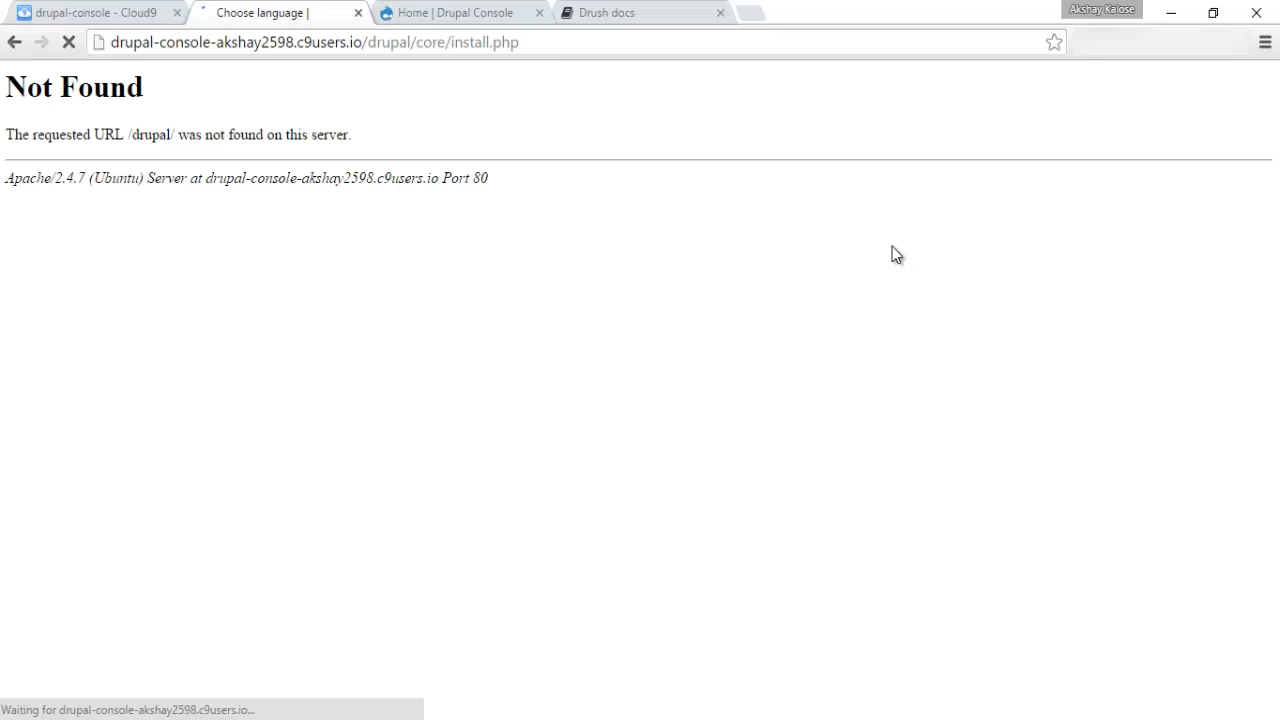 drupal-console - Cloud9
Choose language |
Home | Drupal Console
Drush docs
Akshay Kalose
drupal-console-akshay2598.c9users.io/drupal/core/install.php
Not Found
The requested URL /drupal/ was not found on this server.
Apache/2.4.7 (Ubuntu) Server at drupal-console-akshay2598.c9users.io Port 80
Waiting for drupal-console-akshay2598.c9users.io...